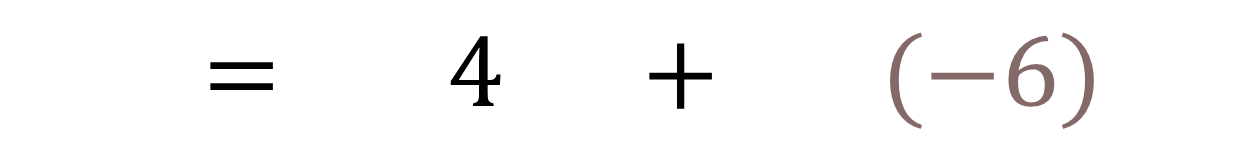 = 4 + (−6)